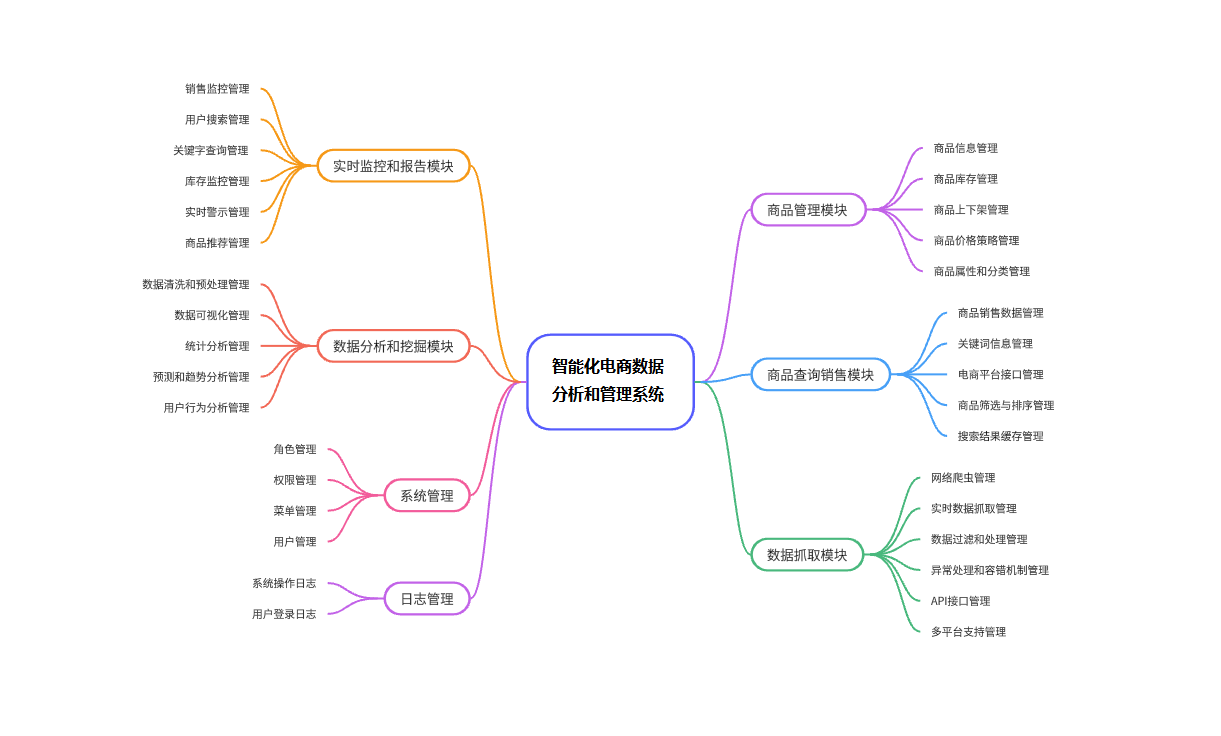 智能化电商数据
分析和管理系统
实时监控和报告模块
销售监控管理
用户搜索管理
关键字查询管理
库存监控管理
实时警示管理
商品推荐管理
数据分析和挖掘模块
数据清洗和预处理管理
数据可视化管理
统计分析管理
预测和趋势分析管理
用户行为分析管理
系统管理
角色管理
权限管理
菜单管理
用户管理
日志管理
系统操作日志
用户登录日志
商品管理模块
商品信息管理
商品库存管理
商品上下架管理
商品价格策略管理
商品属性和分类管理
商品查询销售模块
商品销售数据管理
关键词信息管理
电商平台接口管理
商品筛选与排序管理
搜索结果缓存管理
数据抓取模块
网络爬虫管理
实时数据抓取管理
数据过滤和处理管理
异常处理和容错机制管理
API接口管理
多平台支持管理